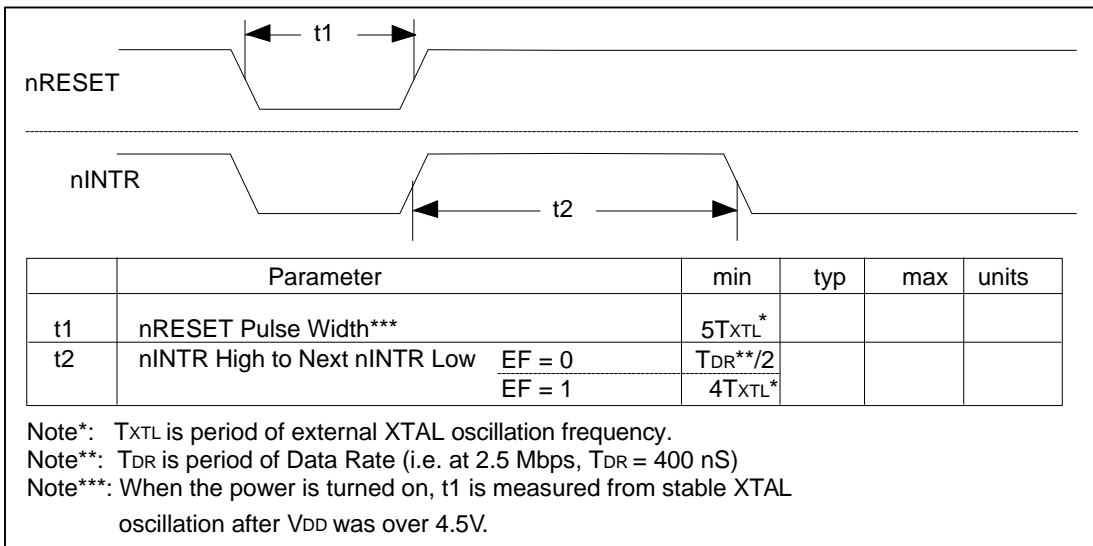 t1
nRESET
nINTR
t2
Parameter min typ max units
t1 nRESET Pulse Width*** 5TXTL*
t2 nINTR High to Next nINTR Low EF = 0 TDR**/2
EF = 1 4TXTL*
Note*: TXTL is period of external XTAL oscillation frequency.
Note**: TDR is period of Data Rate (i.e. at 2.5 Mbps, TDR = 400 nS)
Note***: When the power is turned on, t1 is measured from stable XTAL
oscillation after VDD was over 4.5V.